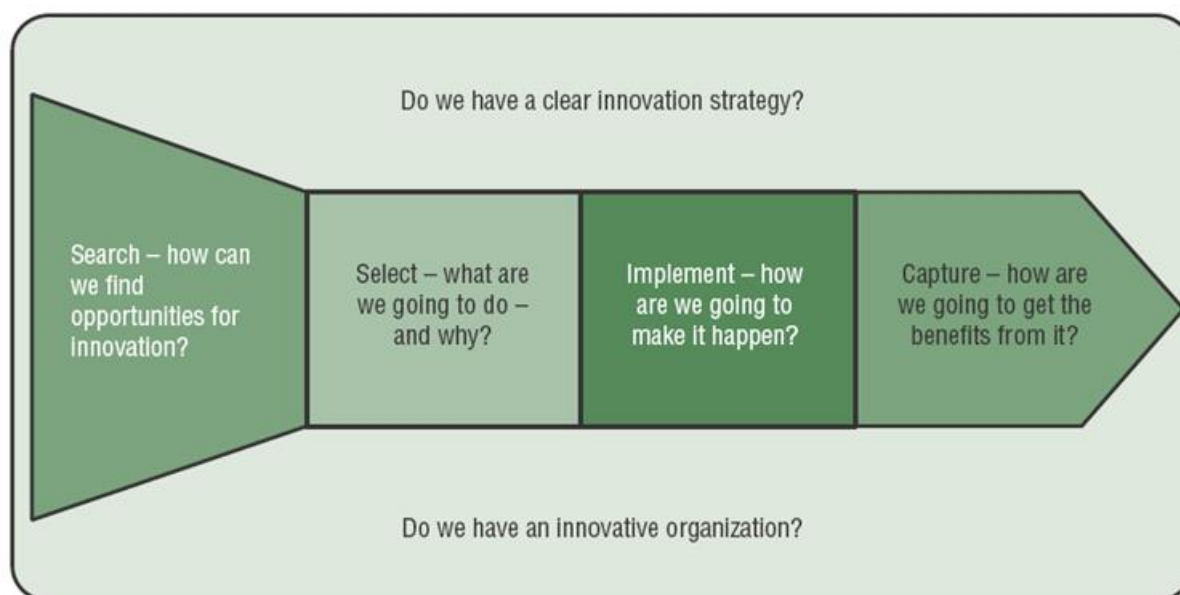 Do we have a clear innovation strategy?
Search – how can
we find
opportunities for
innovation?
Select – what are
we going to do –
and why?
Implement – how
are we going to
make it happen?
Capture – how are
we going to get the
benefits from it?
Do we have an innovative organization?